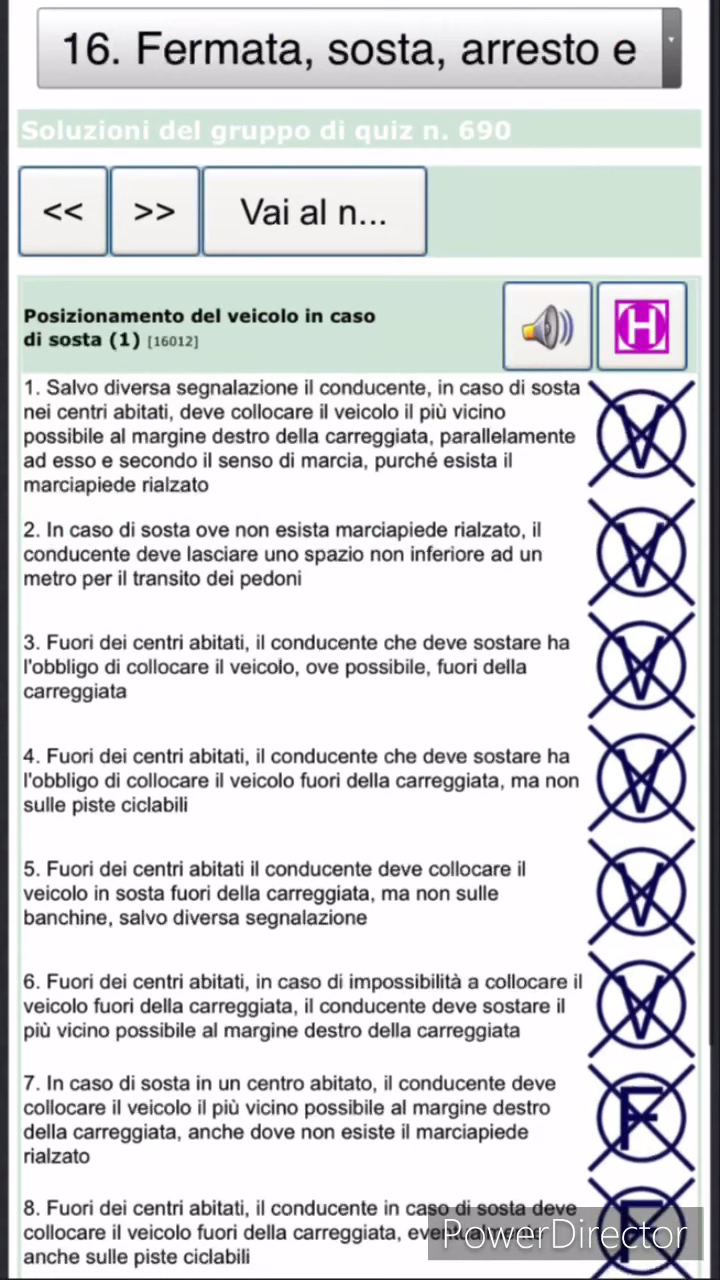 16. Fermata, sosta, arresto e
Soluzioni del gruppo di quiz n. 690
<< >> Vai al n...
Posizionamento del veicolo in caso
di sosta (1) [16012]
H
1. Salvo diversa segnalazione il conducente, in caso di sosta
nei centri abitati, deve collocare il veicolo il più vicino
possibile al margine destro della carreggiata, parallelamente
ad esso e secondo il senso di marcia, purché esista il
marciapiede rialzato
V
2. In caso di sosta ove non esista marciapiede rialzato, il
conducente deve lasciare uno spazio non inferiore ad un
metro per il transito dei pedoni
V
3. Fuori dei centri abitati, il conducente che deve sostare ha
l'obbligo di collocare il veicolo, ove possibile, fuori della
carreggiata
V
4. Fuori dei centri abitati, il conducente che deve sostare ha
l'obbligo di collocare il veicolo fuori della carreggiata, ma non
sulle piste ciclabili
V
5. Fuori dei centri abitati il conducente deve collocare il
veicolo in sosta fuori della carreggiata, ma non sulle
banchine, salvo diversa segnalazione
V
6. Fuori dei centri abitati, in caso di impossibilità a collocare il
veicolo fuori della carreggiata, il conducente deve sostare il
più vicino possibile al margine destro della carreggiata
V
7. In caso di sosta in un centro abitato, il conducente deve
collocare il veicolo il più vicino possibile al margine destro
della carreggiata, anche dove non esiste il marciapiede
rialzato
F
8. Fuori dei centri abitati, il conducente in caso di sosta deve
collocare il veicolo fuori della carreggiata, eventualmente
anche sulle piste ciclabili
F
PowerDirector